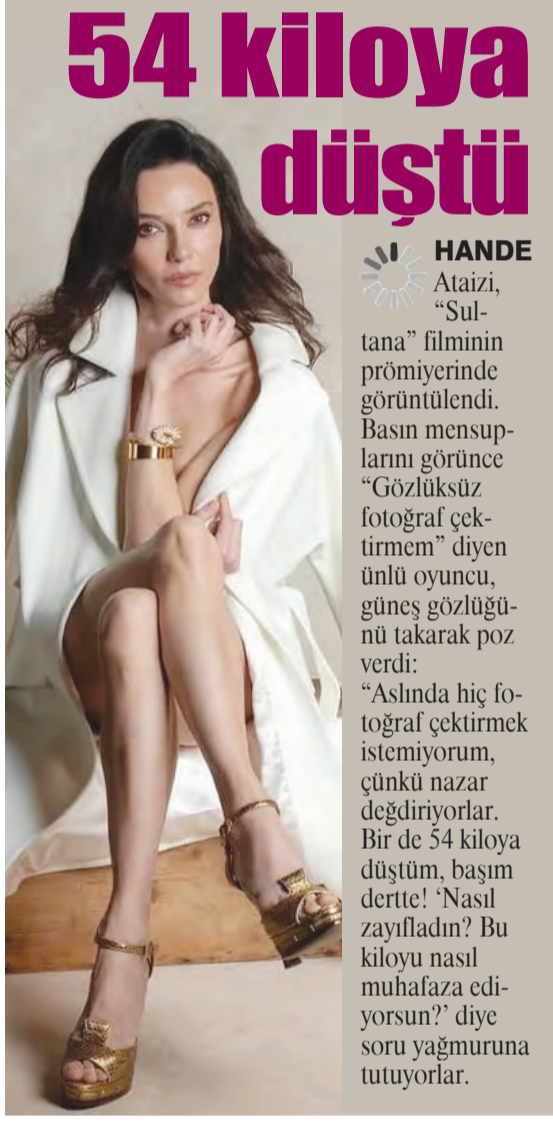 54 kiloya
düştü
HANDE
Ataizi,
“Sul-
tana” filminin
prömiyerinde
görüntülendi.
Basın mensup-
larını görünce
“Gözlüksüz
fotoğraf çek-
tirmem” diyen
ünlü oyuncu,
güneş gözlüğü-
nü takarak poz
verdi:
“Aslında hiç fo-
toğraf çektirmek
istemiyorum,
çünkü nazar
değdiriyorlar.
Bir de 54 kiloya
düştüm, başım
dertte! ‘Nasıl
zayıfladın? Bu
kiloyu nasıl
muhafaza edi-
yorsun?’ diye
soru yağmuruna
tutuyorlar.